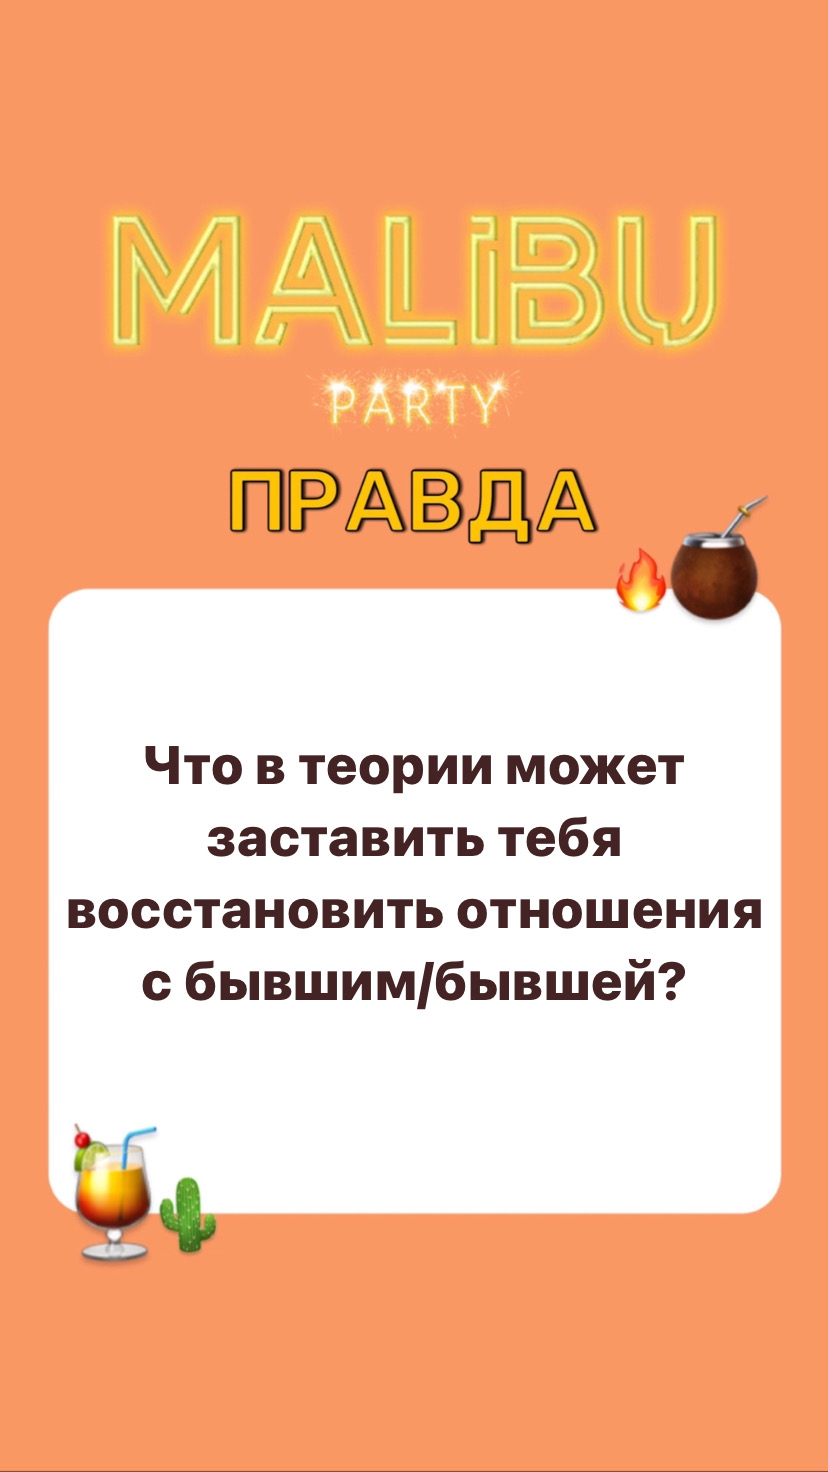 MALiBU
PARTY
ПРАВДА
Что в теории может
заставить тебя
восстановить отношения
с бывшим/бывшей?